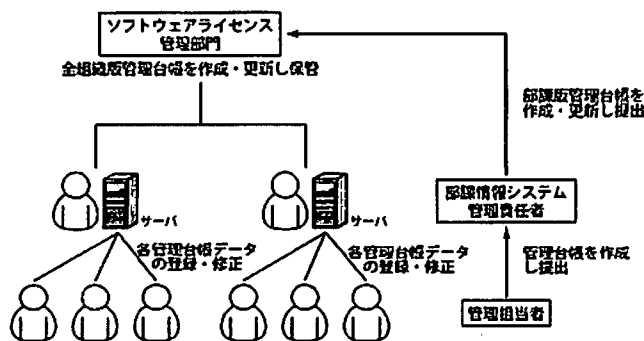 ソフトウェアライセンス
管理部門
全組織版管理台帳を作成・更新し保管
部課版管理台帳を
作成・更新し提出
サーバ
サーバ
部課情報システム
管理責任者
各管理台帳データ
の登録・修正
各管理台帳データ
の登録・修正
管理台帳を作成
し提出
管理担当者